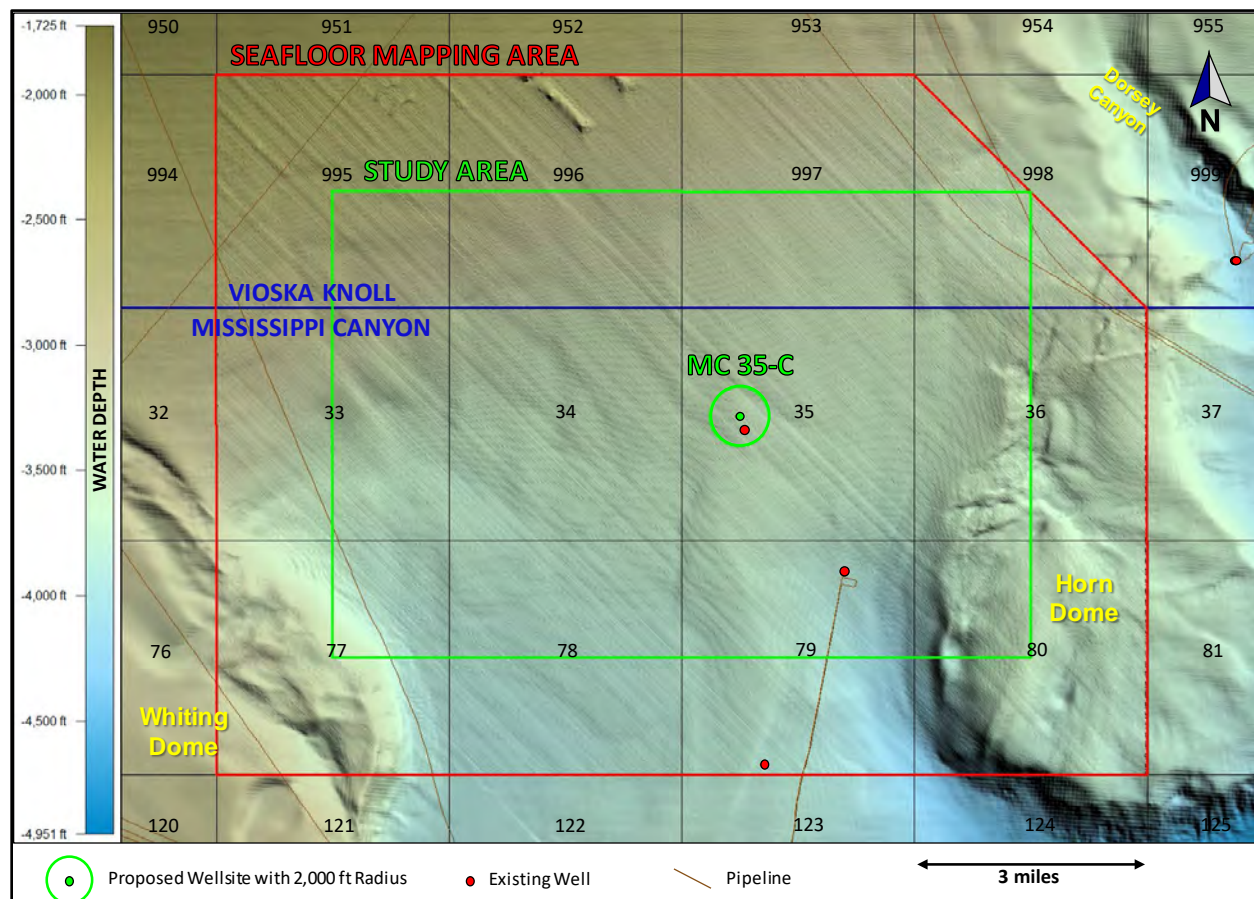 -1,725 ft
-2,000 ft
-2,500 ft
-3,000 ft
-3,500 ft
-4,000 ft
-4,500 ft
-4,951 ft
WATER DEPTH
950 951 952 953 954 955
SEAFLOOR MAPPING AREA
Dorsey
Canyon
N
994 995 996 997 998 999
STUDY AREA
VIOSKA KNOLL
MISSISSIPPI CANYON
MC 35-C
32 33 34 35 36 37
Horn
Dome
76 77 78 79 80 81
Whiting
Dome
120 121 122 123 124 125
Proposed Wellsite with 2,000 ft Radius
Existing Well
Pipeline
3 miles